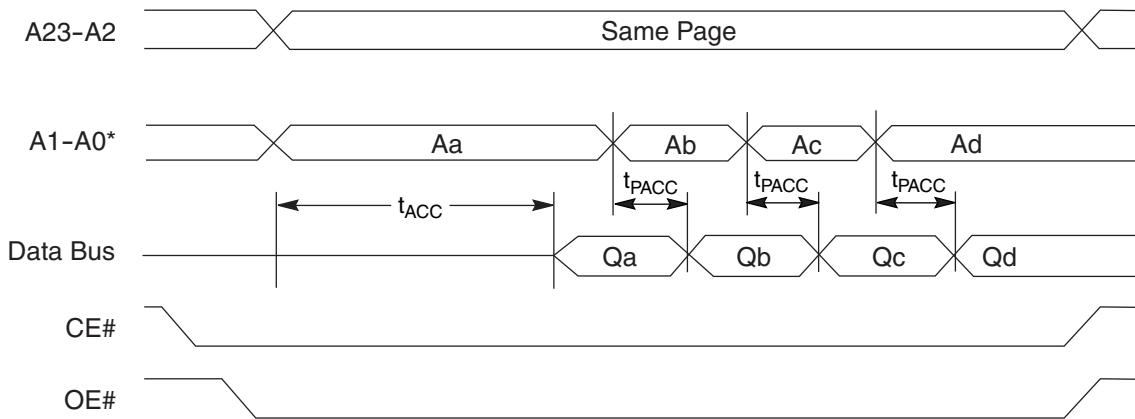 A23-A2 Same Page
A1-A0* Aa Ab Ac Ad
tPACC tPACC tPACC
tACC
Data Bus Qa Qb Qc Qd
CE#
OE#